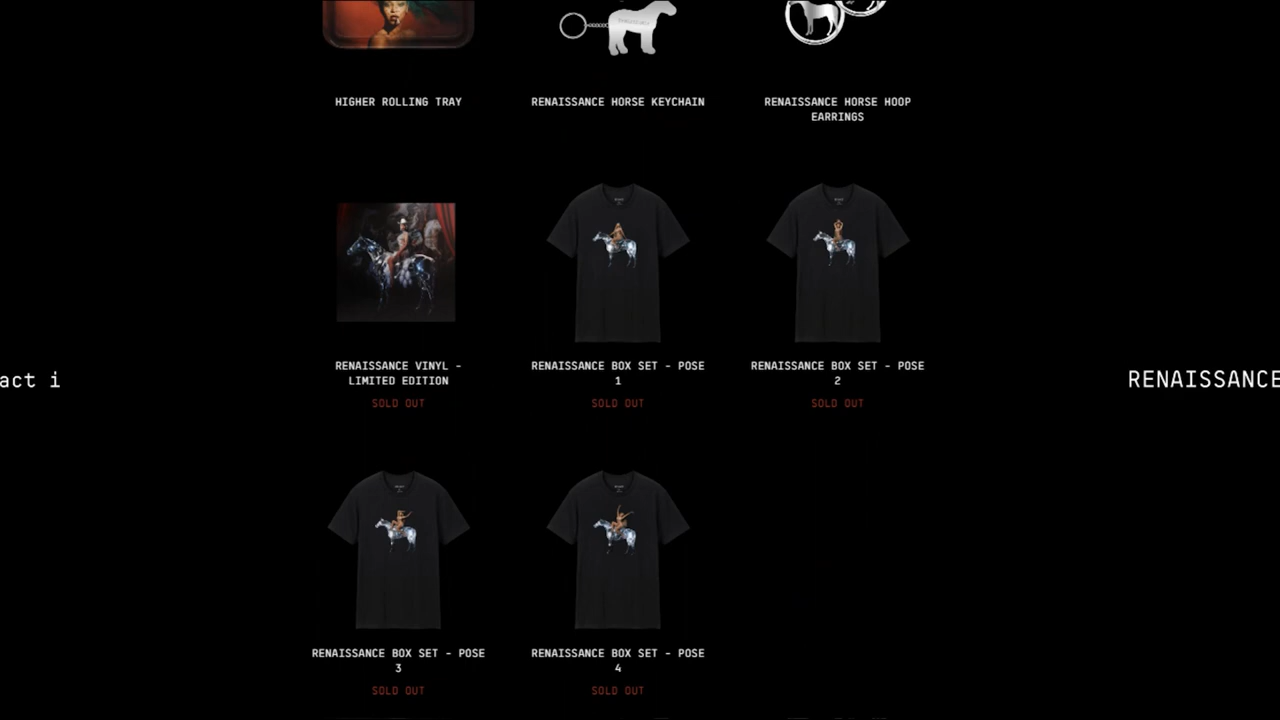 HIGHER ROLLING TRAY
RENAISSANCE HORSE KEYCHAIN
RENAISSANCE HORSE HOOP
EARRINGS
RENAISSANCE VINYL -
LIMITED EDITION
SOLD OUT
RENAISSANCE BOX SET - POSE
1
SOLD OUT
RENAISSANCE BOX SET - POSE
2
SOLD OUT
act i
RENAISSANCE
RENAISSANCE BOX SET - POSE
3
SOLD OUT
RENAISSANCE BOX SET - POSE
4
SOLD OUT